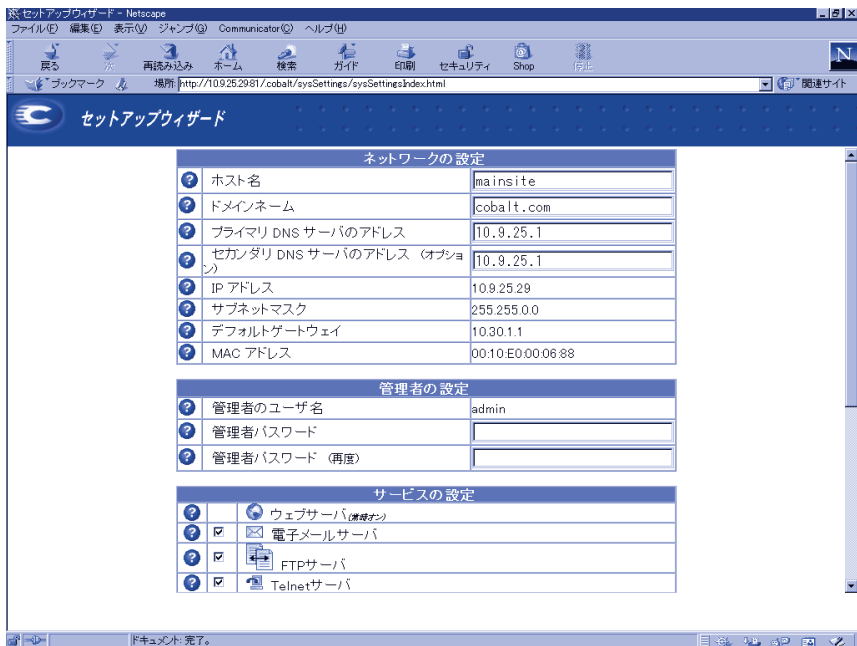 セットアップウィザード - Netscape
ファイル(F) 編集(E) 表示(V) ジャンプ(G) Communicator(C) ヘルプ(H)
戻る 次 再読み込み ホーム 検索 ガイド 印刷 セキュリティ Shop 停止
N
ブックマーク 場所: http://10.9.25.29:81/.cobalt/sysSettings/sysSettingsIndex.html 関連サイト
セットアップウィザード
ネットワークの設定
ホスト名 mainsite
ドメインネーム cobalt.com
プライマリ DNS サーバのアドレス 10.9.25.1
セカンダリ DNS サーバのアドレス (オプショ
ン) 10.9.25.1
IP アドレス 10.9.25.29
サブネットマスク 255.255.0.0
デフォルトゲートウェイ 10.30.1.1
MAC アドレス 00:10:E0:00:06:88
管理者の設定
管理者のユーザ名 admin
管理者パスワード
管理者パスワード (再度)
サービスの設定
ウェブサーバ(常時オン)
電子メールサーバ
FTPサーバ
Telnetサーバ
ドキュメント: 完了。